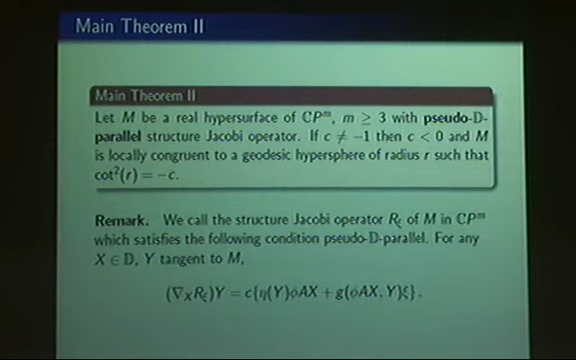 Main Theorem II
Main Theorem II
Let M be a real hypersurface of ℂP^m, m ≥ 3 with pseudo-𝔻-
parallel structure Jacobi operator. If c ≠ −1 then c < 0 and M
is locally congruent to a geodesic hypersphere of radius r such that
cot²(r) = −c.
Remark. We call the structure Jacobi operator R_ξ of M in ℂP^m
which satisfies the following condition pseudo-𝔻-parallel. For any
X ∈ 𝔻, Y tangent to M,
(∇_X R_ξ)Y = c{η(Y)ϕAX + g(ϕAX, Y)ξ}.